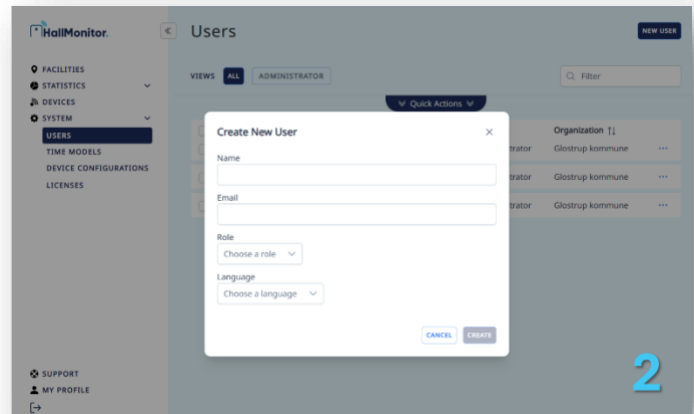 HallMonitor.
Users
NEW USER
FACILITIES
STATISTICS
DEVICES
SYSTEM
USERS
TIME MODELS
DEVICE CONFIGURATIONS
LICENSES
VIEWS ALL ADMINISTRATOR
Filter
Quick Actions
Organization
trator Glostrup kommune
trator Glostrup kommune
trator Glostrup kommune
Create New User
Name
Email
Role
Choose a role
Language
Choose a language
CANCEL CREATE
SUPPORT
MY PROFILE
2